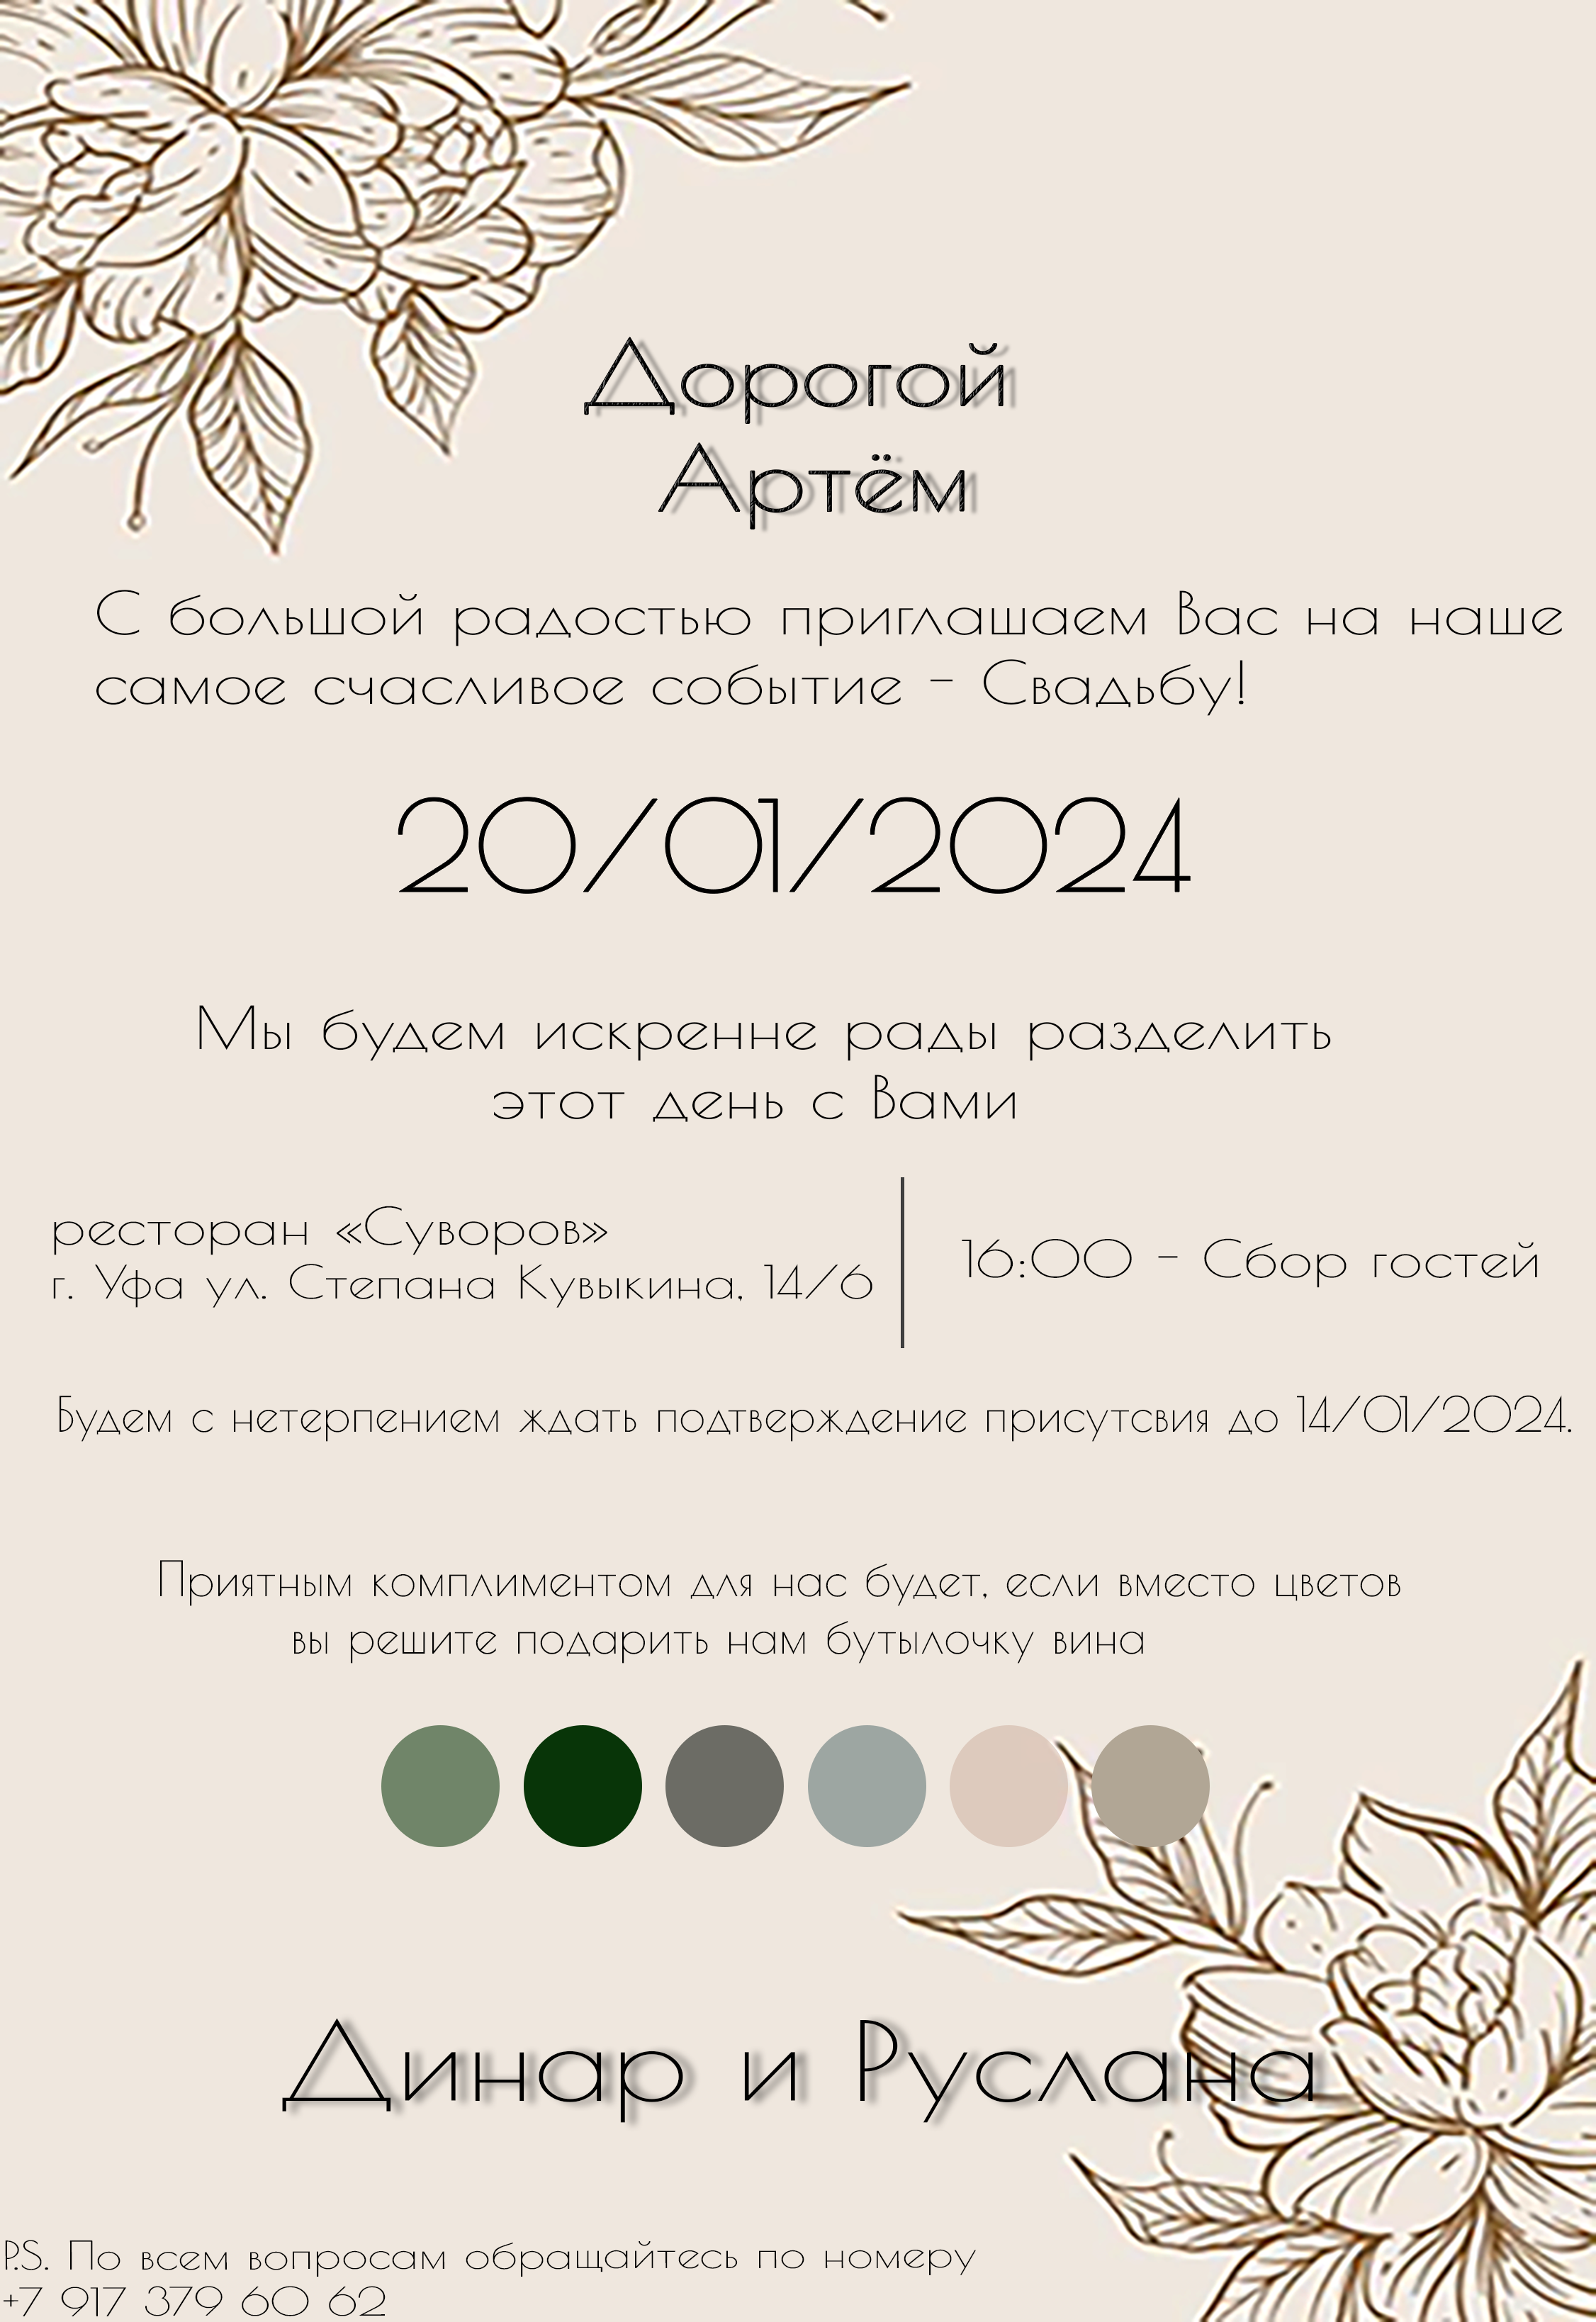 Дорогой
Артём
С большой радостью приглашаем Вас на наше
самое счасливое событие - Свадьбу!
20/01/2024
Мы будем искренне рады разделить
этот день с Вами
ресторан «Суворов»
г. Уфа ул. Степана Кувыкина, 14/6
16:00 - Сбор гостей
Будем с нетерпением ждать подтверждение присутсвия до 14/01/2024.
Приятным комплиментом для нас будет, если вместо цветов
вы решите подарить нам бутылочку вина
Динар и Руслана
P.S. По всем вопросам обращайтесь по номеру
+7 917 379 60 62